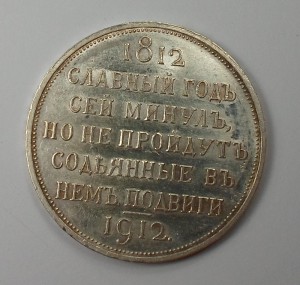 1812
СЛАВНЫЙ ГОДЪ
СЕЙ МИНУЛЪ,
НО НЕ ПРОЙДУТЪ
СОДѢЯННЫЕ ВЪ
НЕМЪ ПОДВИГИ
1912.